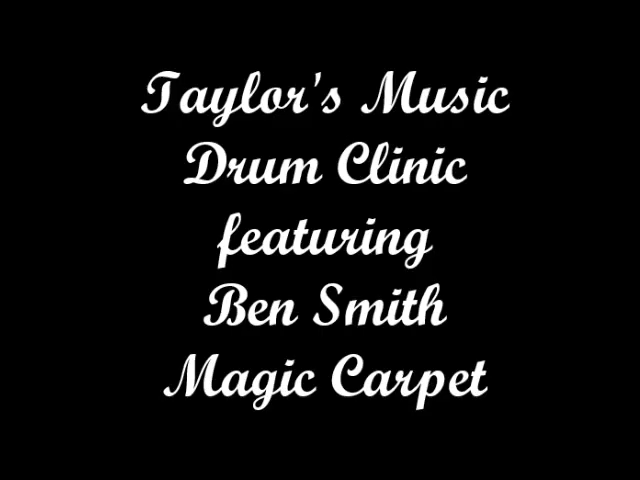 Taylor's Music
Drum Clinic
featuring
Ben Smith
Magic Carpet